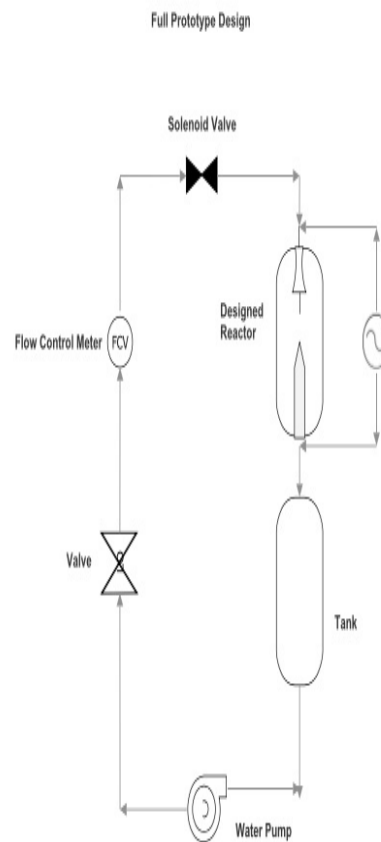 Full Prototype Design
Solenoid Valve
Designed
Reactor
Flow Control Meter
FCV
Valve
Tank
Water Pump